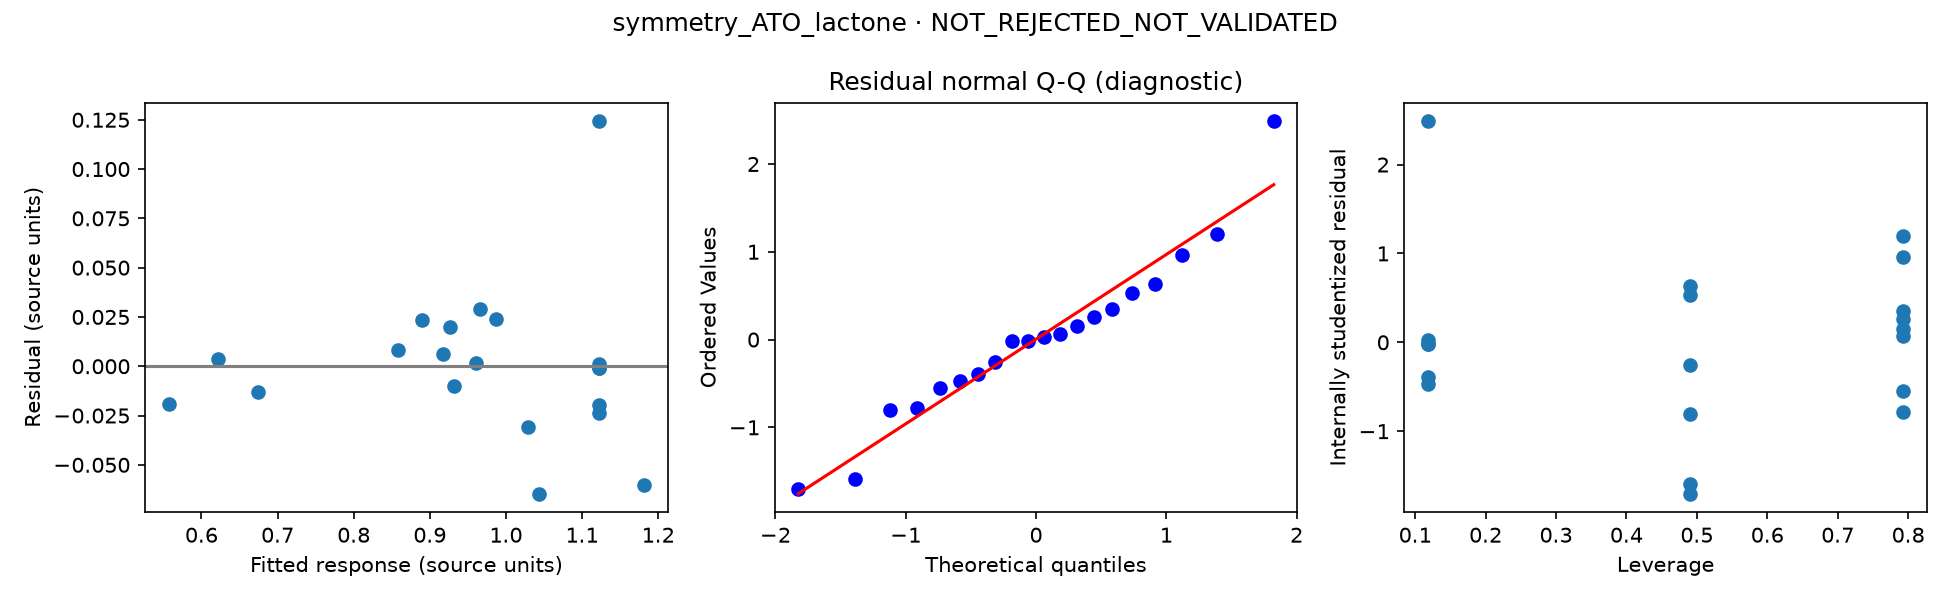 symmetry_ATO_lactone · NOT_REJECTED_NOT_VALIDATED
Residual (source units)
0.125
0.100
0.075
0.050
0.025
0.000
−0.025
−0.050
0.6 0.7 0.8 0.9 1.0 1.1 1.2
Fitted response (source units)
Residual normal Q-Q (diagnostic)
Ordered Values
2
1
0
−1
−2 −1 0 1 2
Theoretical quantiles
Internally studentized residual
2
1
0
−1
0.1 0.2 0.3 0.4 0.5 0.6 0.7 0.8
Leverage